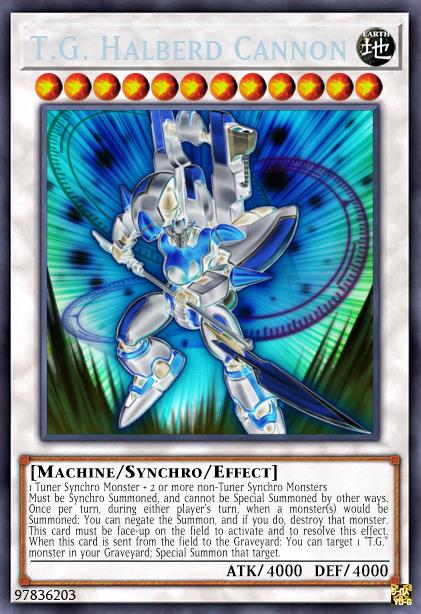 T.G. Halberd Cannon
EARTH
地
[Machine/Synchro/Effect]
1 Tuner Synchro Monster + 2 or more non-Tuner Synchro Monsters
Must be Synchro Summoned, and cannot be Special Summoned by other ways.
Once per turn, during either player's turn, when a monster(s) would be
Summoned: You can negate the Summon, and if you do, destroy that monster.
This card must be face-up on the field to activate and to resolve this effect.
When this card is sent from the field to the Graveyard: You can target 1 "T.G."
monster in your Graveyard; Special Summon that target.
ATK/4000 DEF/4000
97836203